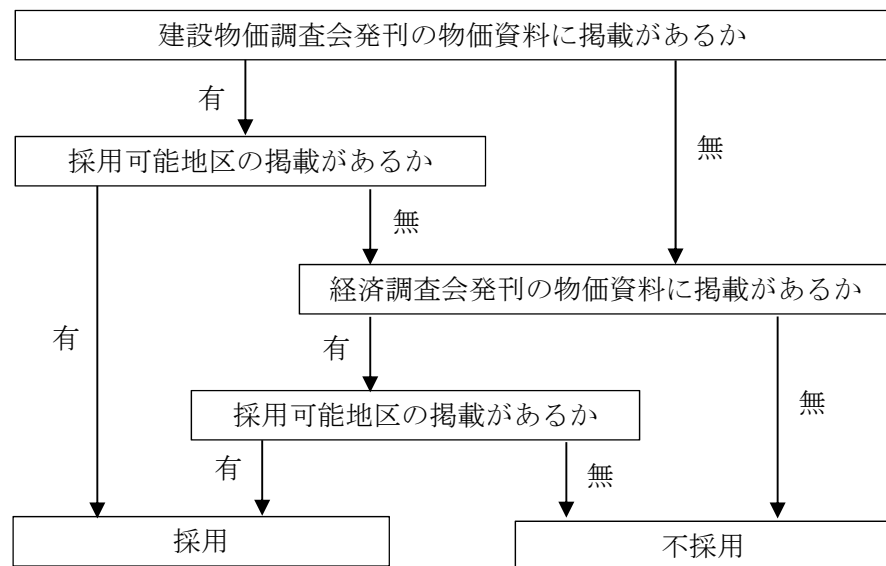 建設物価調査会発刊の物価資料に掲載があるか
有
無
採用可能地区の掲載があるか
無
経済調査会発刊の物価資料に掲載があるか
有
有
採用可能地区の掲載があるか
無
有
無
採用
不採用